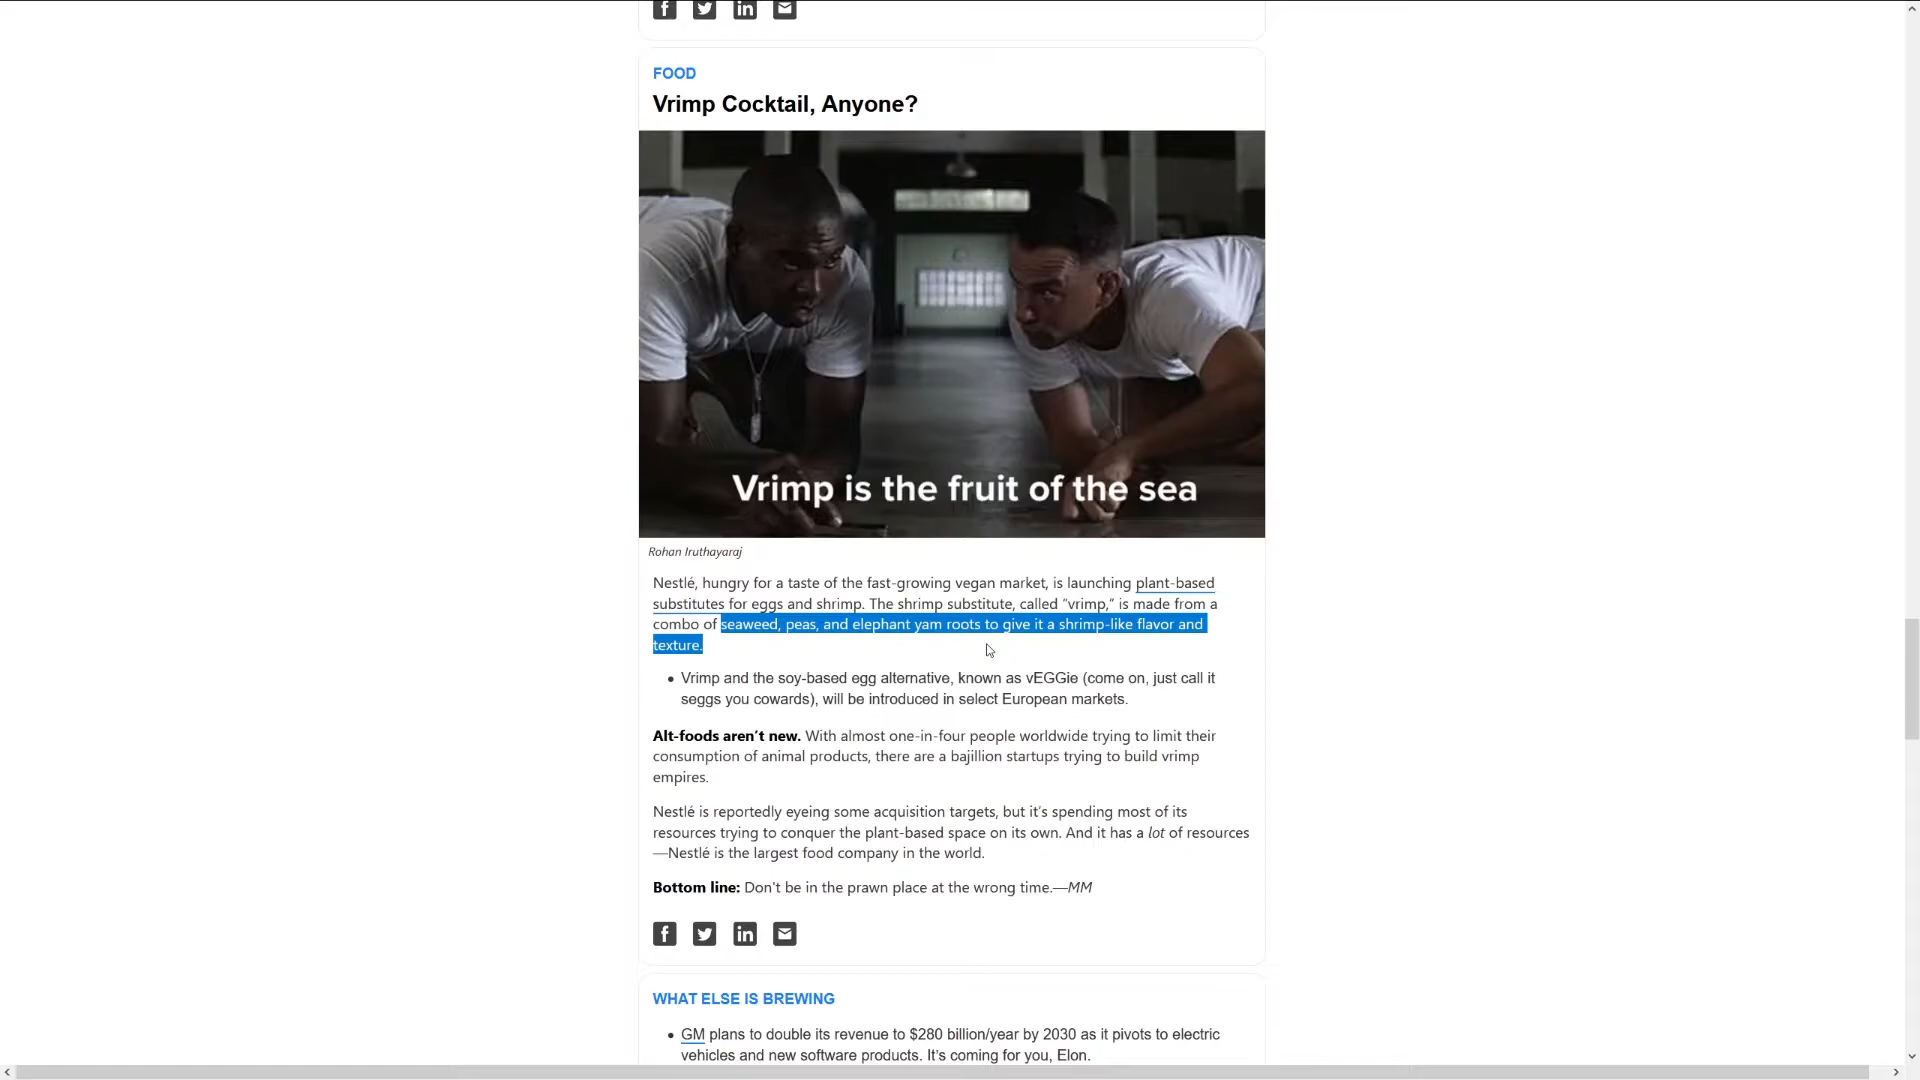 FOOD
Vrimp Cocktail, Anyone?
Vrimp is the fruit of the sea
Rohan Iruthayaraj
Nestlé, hungry for a taste of the fast-growing vegan market, is launching plant-based
substitutes for eggs and shrimp. The shrimp substitute, called “vrimp,” is made from a
combo of seaweed, peas, and elephant yam roots to give it a shrimp-like flavor and
texture.
• Vrimp and the soy-based egg alternative, known as vEGGie (come on, just call it
seggs you cowards), will be introduced in select European markets.
Alt-foods aren’t new. With almost one-in-four people worldwide trying to limit their
consumption of animal products, there are a bajillion startups trying to build vrimp
empires.
Nestlé is reportedly eyeing some acquisition targets, but it’s spending most of its
resources trying to conquer the plant-based space on its own. And it has a lot of resources
—Nestlé is the largest food company in the world.
Bottom line: Don't be in the prawn place at the wrong time.—MM
WHAT ELSE IS BREWING
• GM plans to double its revenue to $280 billion/year by 2030 as it pivots to electric
vehicles and new software products. It’s coming for you, Elon.